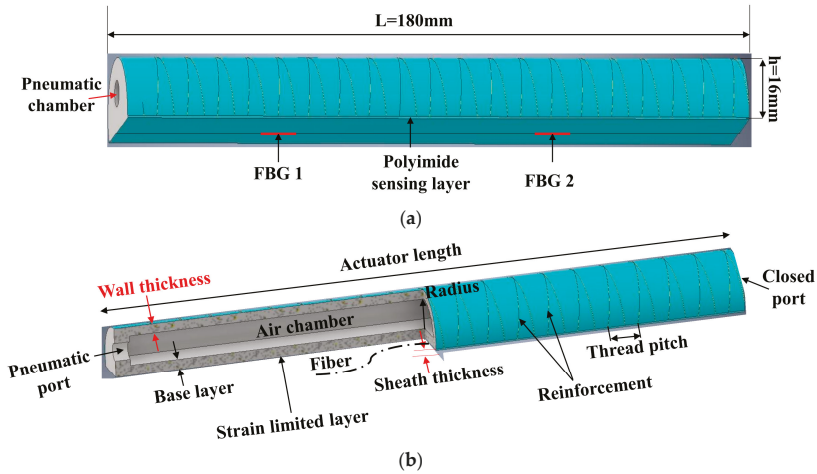 L=180mm
Pneumatic
chamber
h=16mm
FBG 1
Polyimide
sensing layer
FBG 2
(a)
Actuator length
Wall thickness
Radius
Closed
port
Air chamber
Pneumatic
port
Base layer
Fiber
Sheath thickness
Thread pitch
Reinforcement
Strain limited layer
(b)